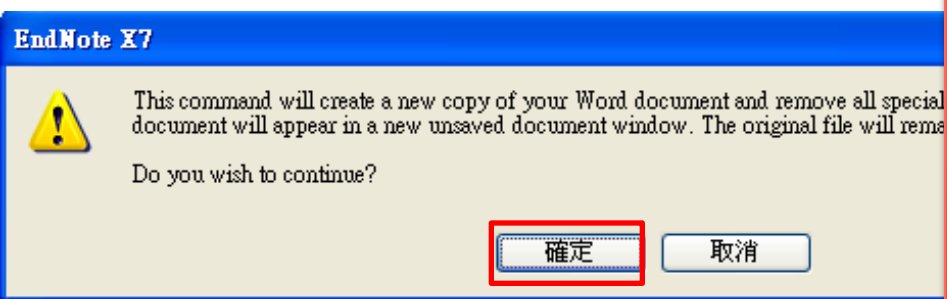 EndNote X7
This command will create a new copy of your Word document and remove all special
document will appear in a new unsaved document window. The original file will
Do you wish to continue?
確定
取消